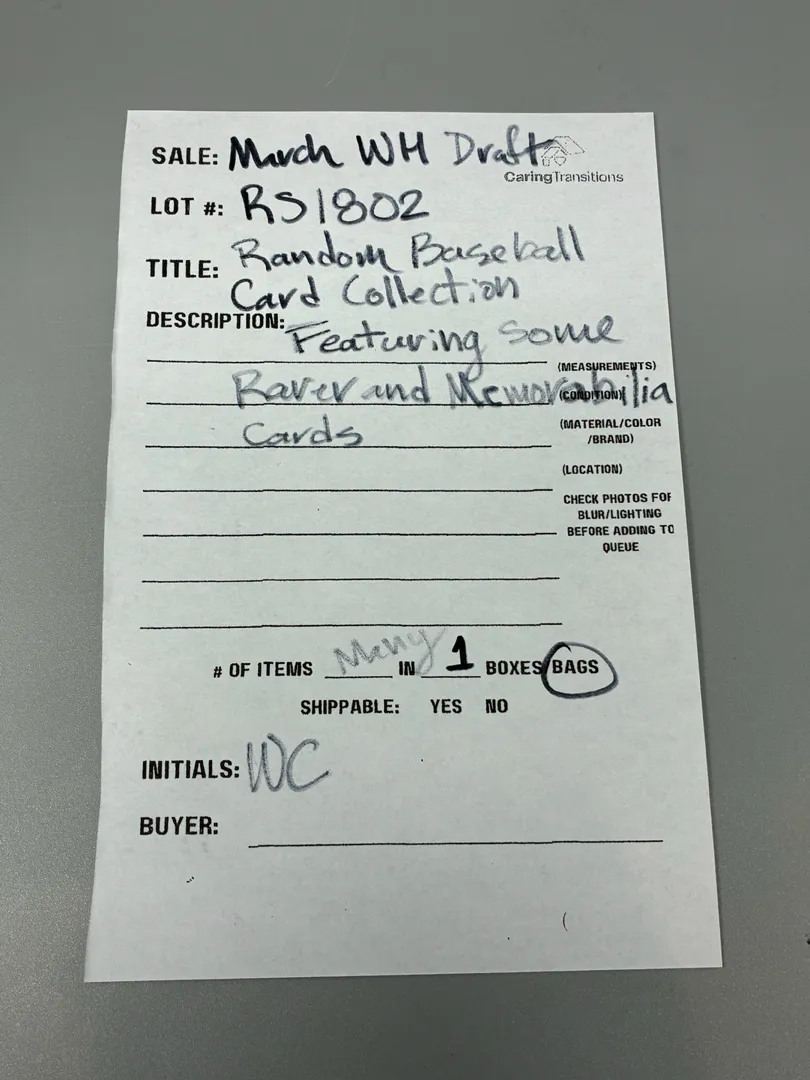 SALE: March WH Draft
CaringTransitions
LOT #: RS1802
TITLE: Random Baseball
Card Collection
DESCRIPTION: Featuring Some
(MEASUREMENTS)
Rarer and Memorabilia
(CONDITION)
Cards
(MATERIAL/COLOR
/BRAND)
(LOCATION)
CHECK PHOTOS FOR
BLUR/LIGHTING
BEFORE ADDING TO
QUEUE
# OF ITEMS Many IN 1 BOXES/BAGS
SHIPPABLE: YES NO
INITIALS: WC
BUYER: